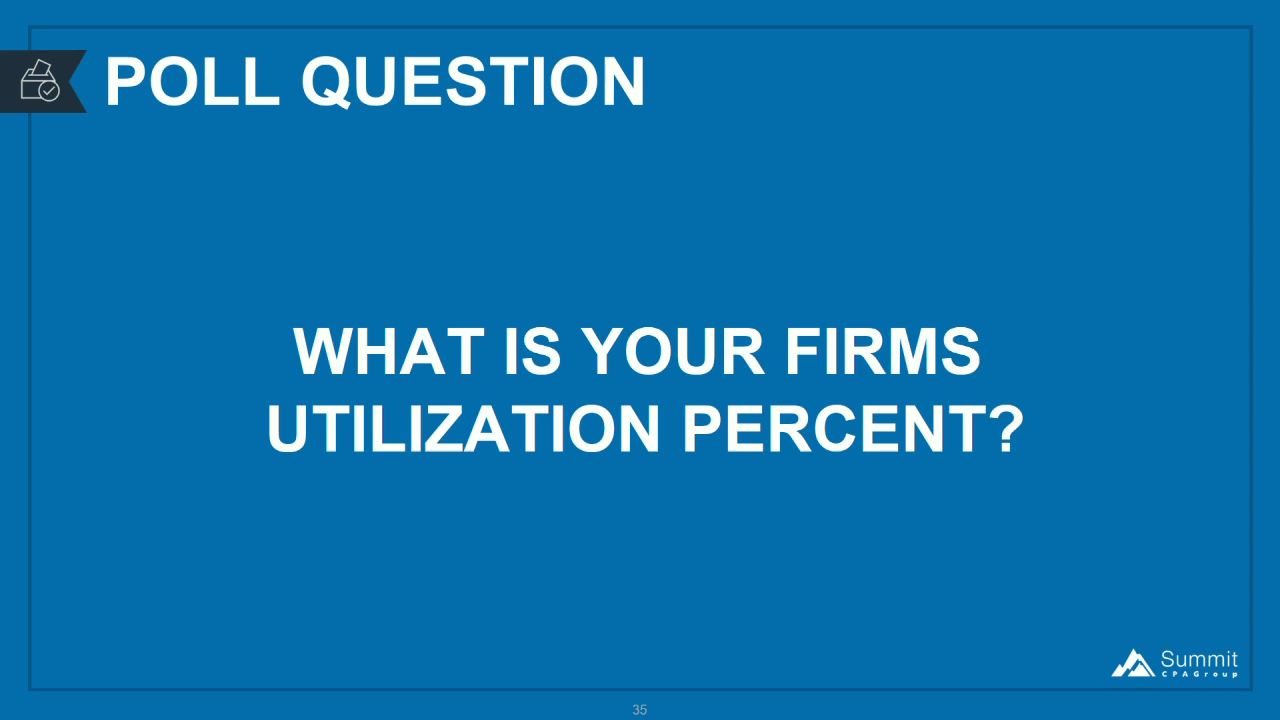 POLL QUESTION
WHAT IS YOUR FIRMS
UTILIZATION PERCENT?
Summit
CPAGroup
35